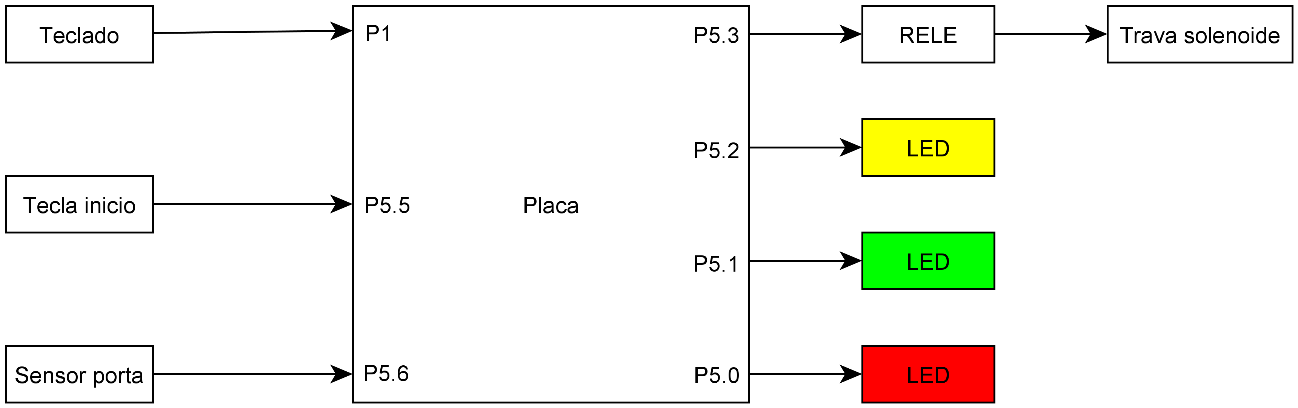 Teclado
P1
P5.3
RELE
Trava solenoide
P5.2
LED
Tecla inicio
P5.5
Placa
P5.1
LED
Sensor porta
P5.6
P5.0
LED